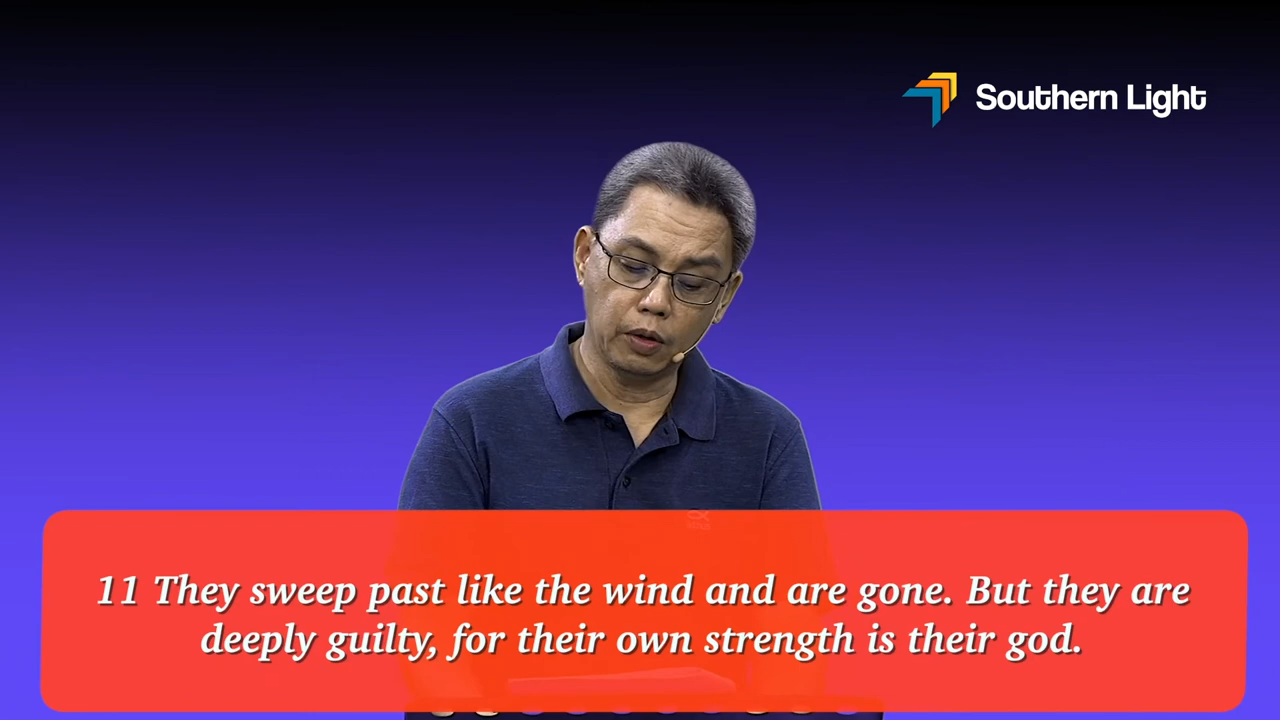 Southern Light
11 They sweep past like the wind and are gone. But they are
deeply guilty, for their own strength is their god.